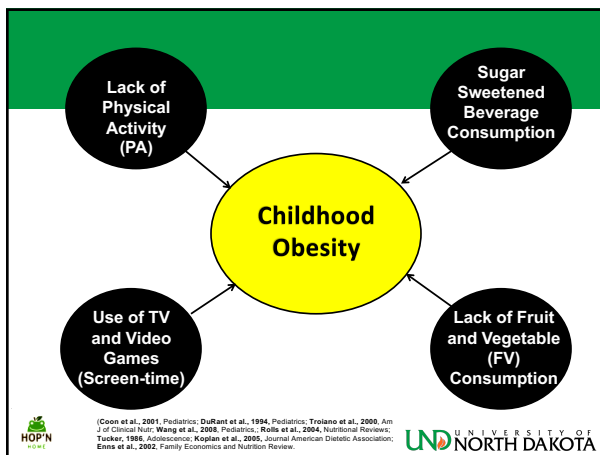 Lack of
Physical
Activity
(PA)
Sugar
Sweetened
Beverage
Consumption
Childhood
Obesity
Use of TV
and Video
Games
(Screen-time)
Lack of Fruit
and Vegetable
(FV)
Consumption
HOP'N
HOME
(Coon et al., 2001, Pediatrics; DuRant et al., 1994, Pediatrics; Troiano et al., 2000, Am
J of Clinical Nutr; Wang et al., 2008, Pediatrics,; Rolls et al., 2004, Nutritional Reviews;
Tucker, 1986, Adolescence; Koplan et al., 2005, Journal American Dietetic Association;
Enns et al., 2002, Family Economics and Nutrition Review.
UND UNIVERSITY OF
NORTH DAKOTA